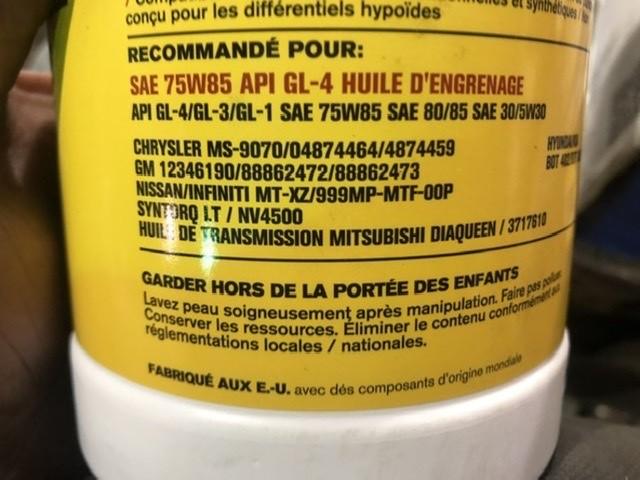 conçu pour les différentiels hypoïdes
RECOMMANDÉ POUR:
SAE 75W85 API GL-4 HUILE D'ENGRENAGE
API GL-4/GL-3/GL-1 SAE 75W85 SAE 80/85 SAE 30/5W30
CHRYSLER MS-9070/04874464/4874459
GM 12346190/88862472/88862473
NISSAN/INFINITI MT-XZ/999MP-MTF-00P
SYNTORQ LT / NV4500
HUILE DE TRANSMISSION MITSUBISHI DIAQUEEN / 3717610
GARDER HORS DE LA PORTÉE DES ENFANTS
Lavez peau soigneusement après manipulation. Faire pas polluer.
Conserver les ressources. Éliminer le contenu conformément aux
réglementations locales / nationales.
FABRIQUÉ AUX E.-U. avec dés composants d'origine mondiale